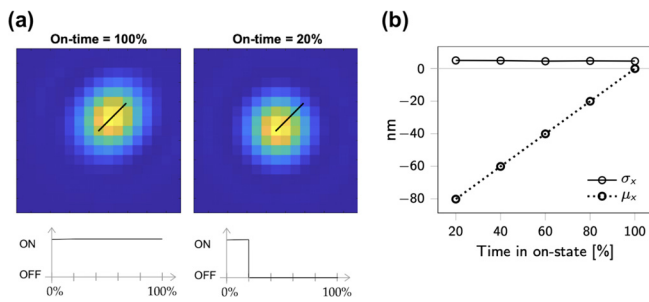 (a)
On-time = 100%
On-time = 20%
ON
OFF
0%
100%
ON
OFF
0%
100%
(b)
0
−20
−40
−60
−80
nm
σx
μx
20
40
60
80
100
Time in on-state [%]